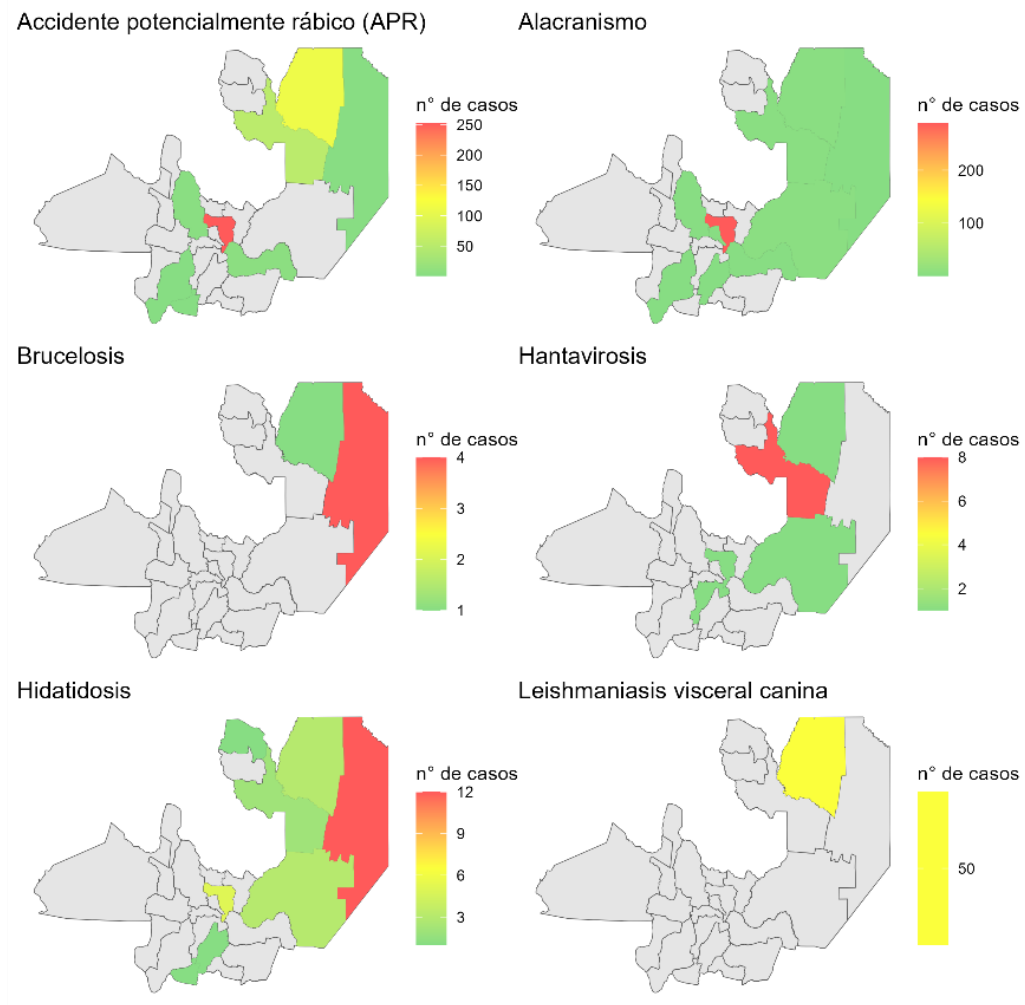 Accidente potencialmente rábico (APR)
n° de casos
250
200
150
100
50
Alacranismo
n° de casos
200
100
Brucelosis
n° de casos
4
3
2
1
Hantavirosis
n° de casos
8
6
4
2
Hidatidosis
n° de casos
12
9
6
3
Leishmaniasis visceral canina
n° de casos
50